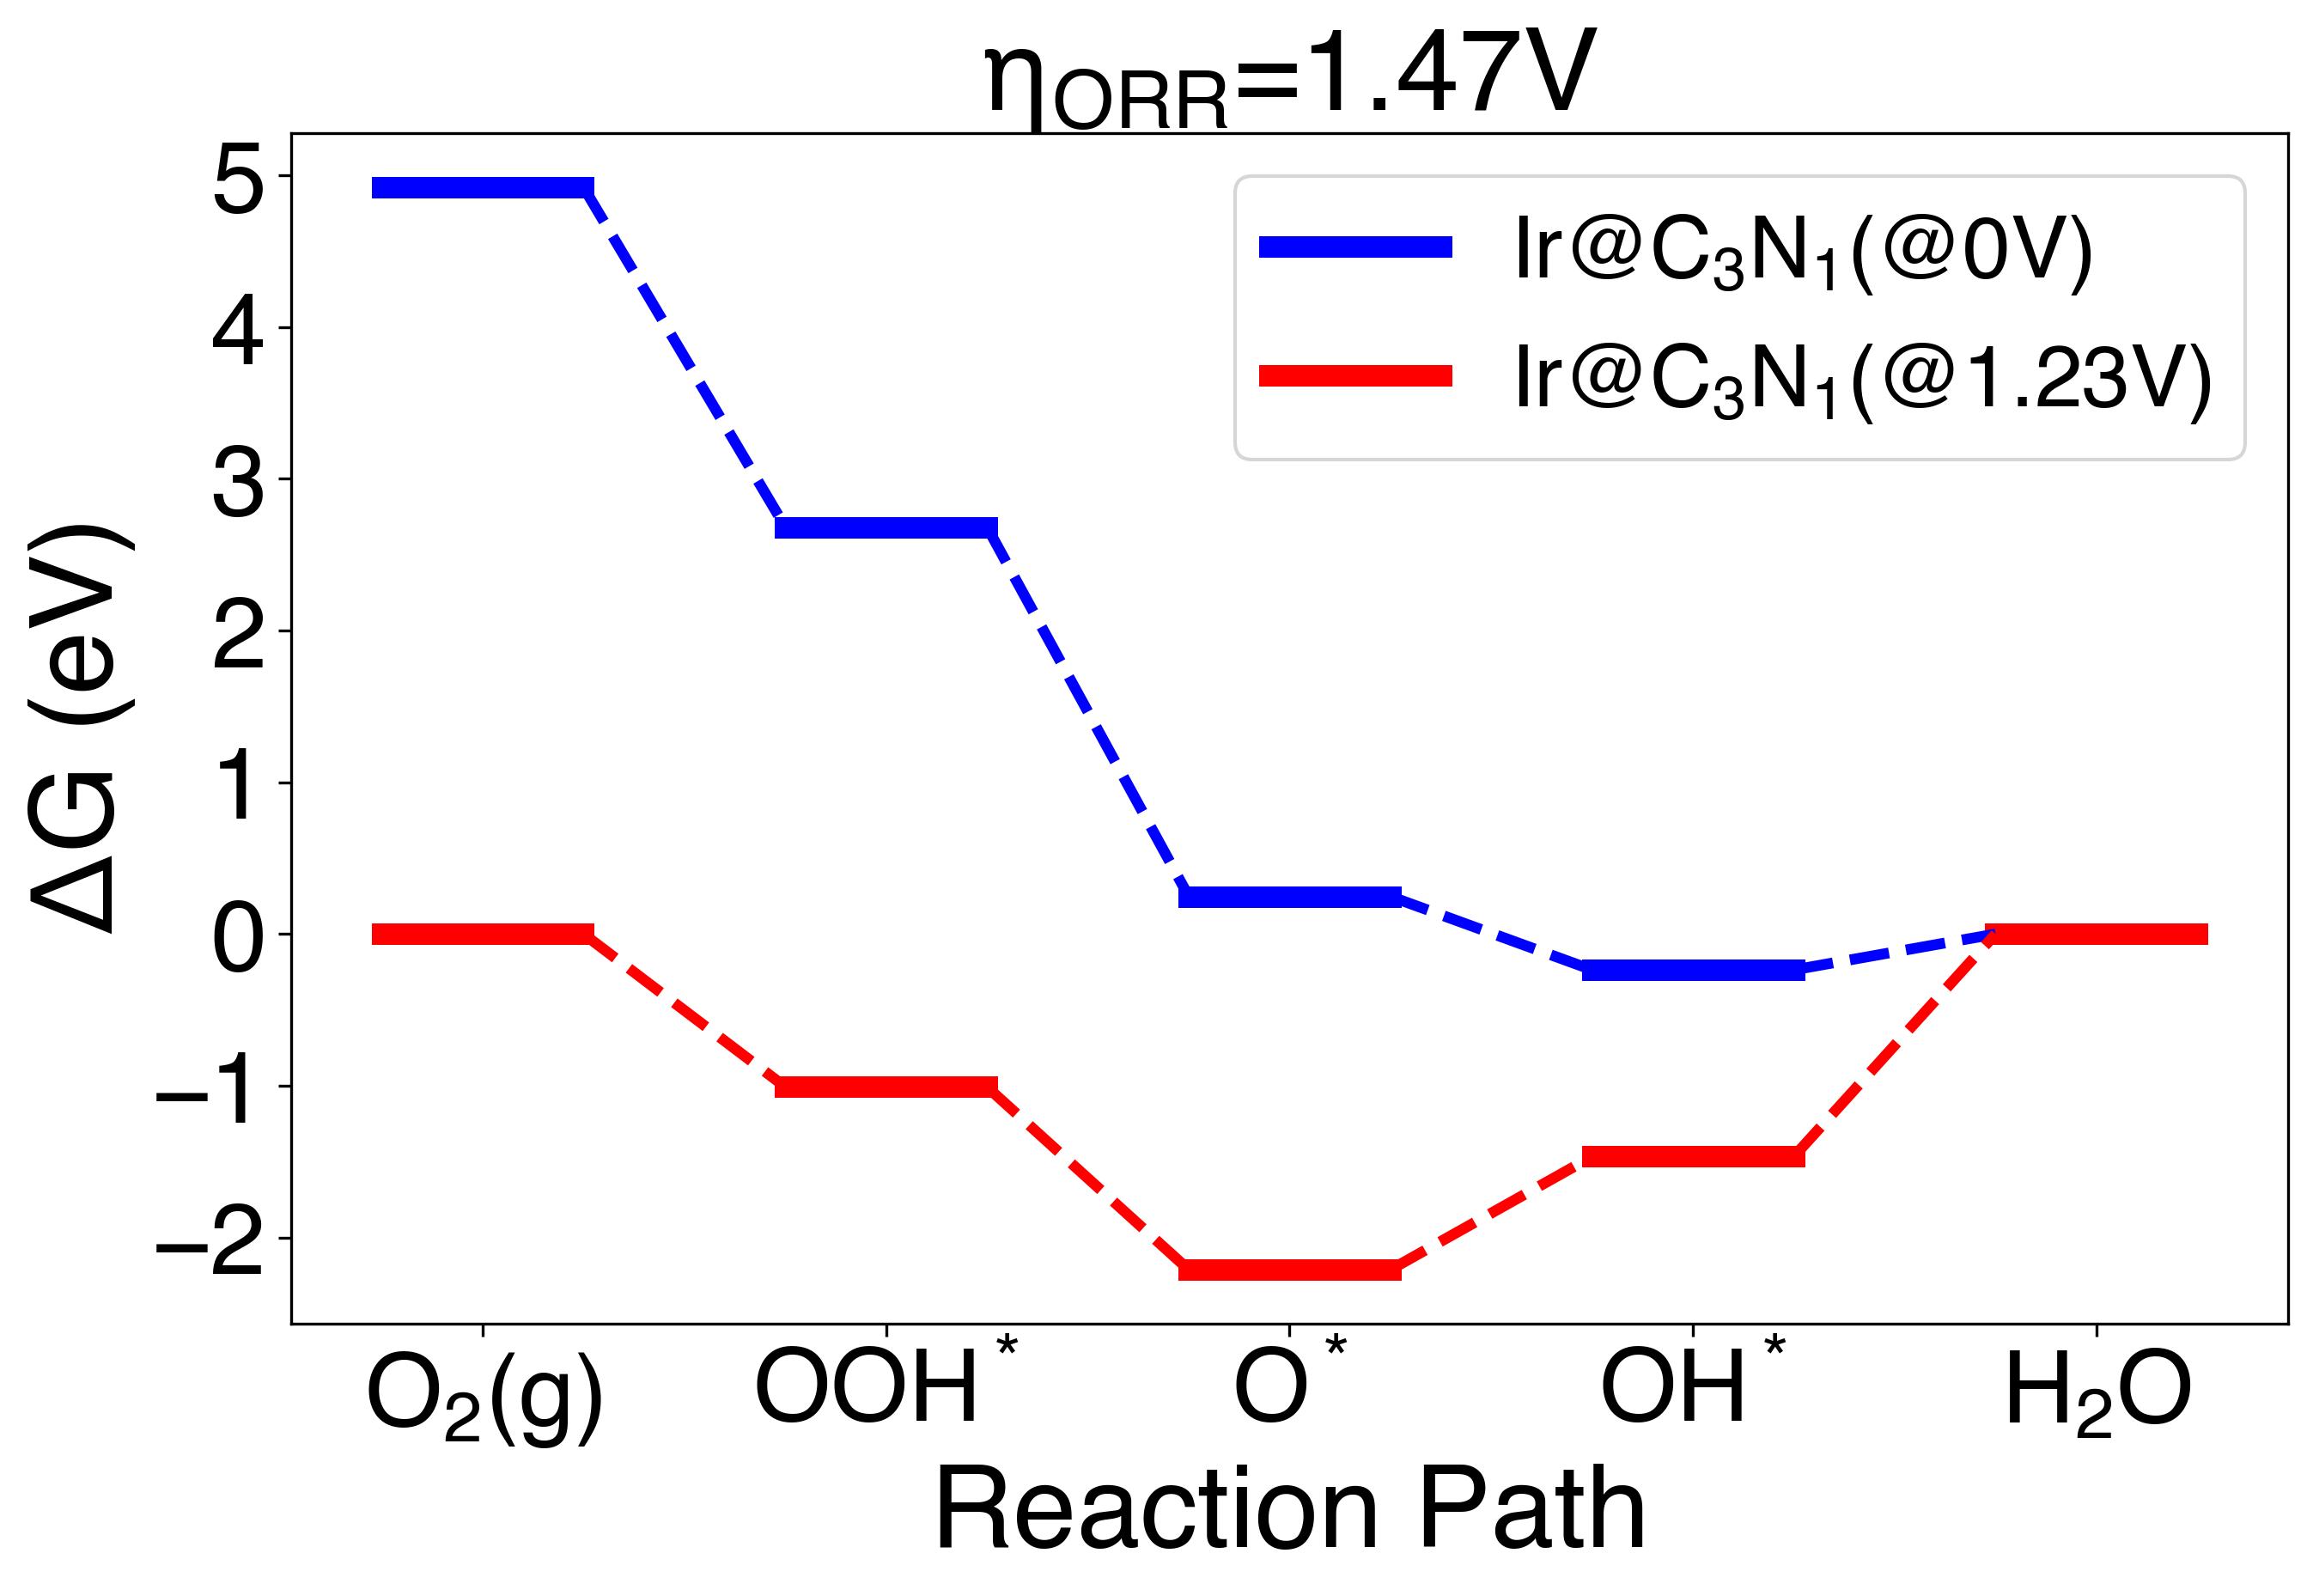 η_ORR=1.47V
Ir@C₃N₁(@0V)
Ir@C₃N₁(@1.23V)
ΔG (eV)
5
4
3
2
1
0
−1
−2
O₂(g) OOH* O* OH* H₂O
Reaction Path